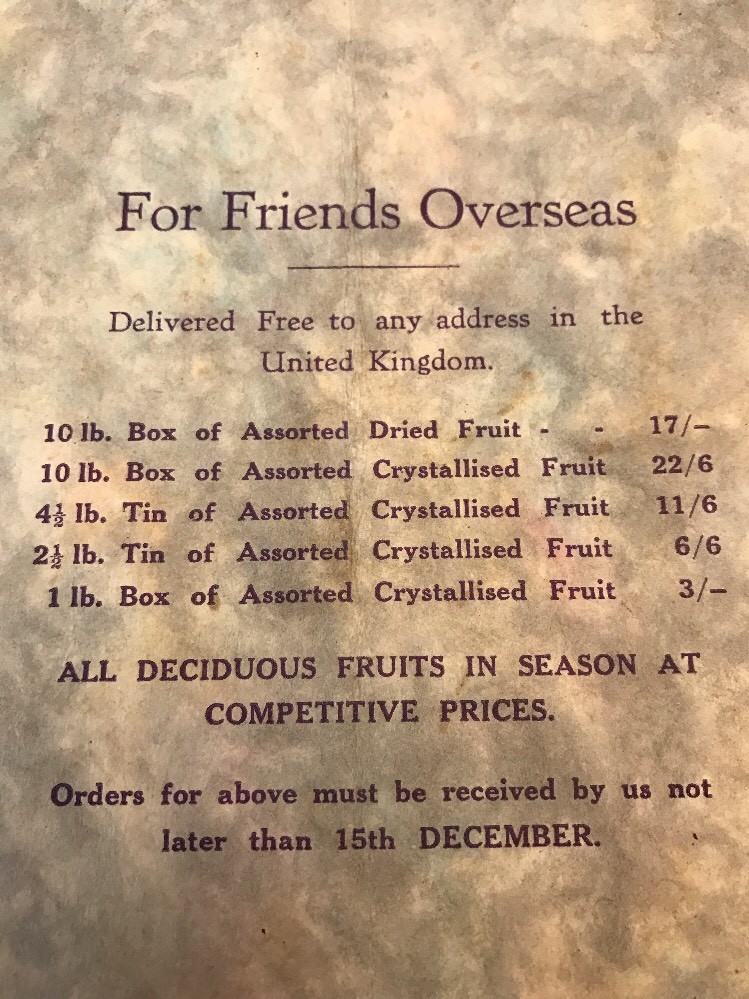 For Friends Overseas
Delivered Free to any address in the
United Kingdom.
10 lb. Box of Assorted Dried Fruit - - 17/–
10 lb. Box of Assorted Crystallised Fruit 22/6
4½ lb. Tin of Assorted Crystallised Fruit 11/6
2½ lb. Tin of Assorted Crystallised Fruit 6/6
1 lb. Box of Assorted Crystallised Fruit 3/–
ALL DECIDUOUS FRUITS IN SEASON AT
COMPETITIVE PRICES.
Orders for above must be received by us not
later than 15th DECEMBER.